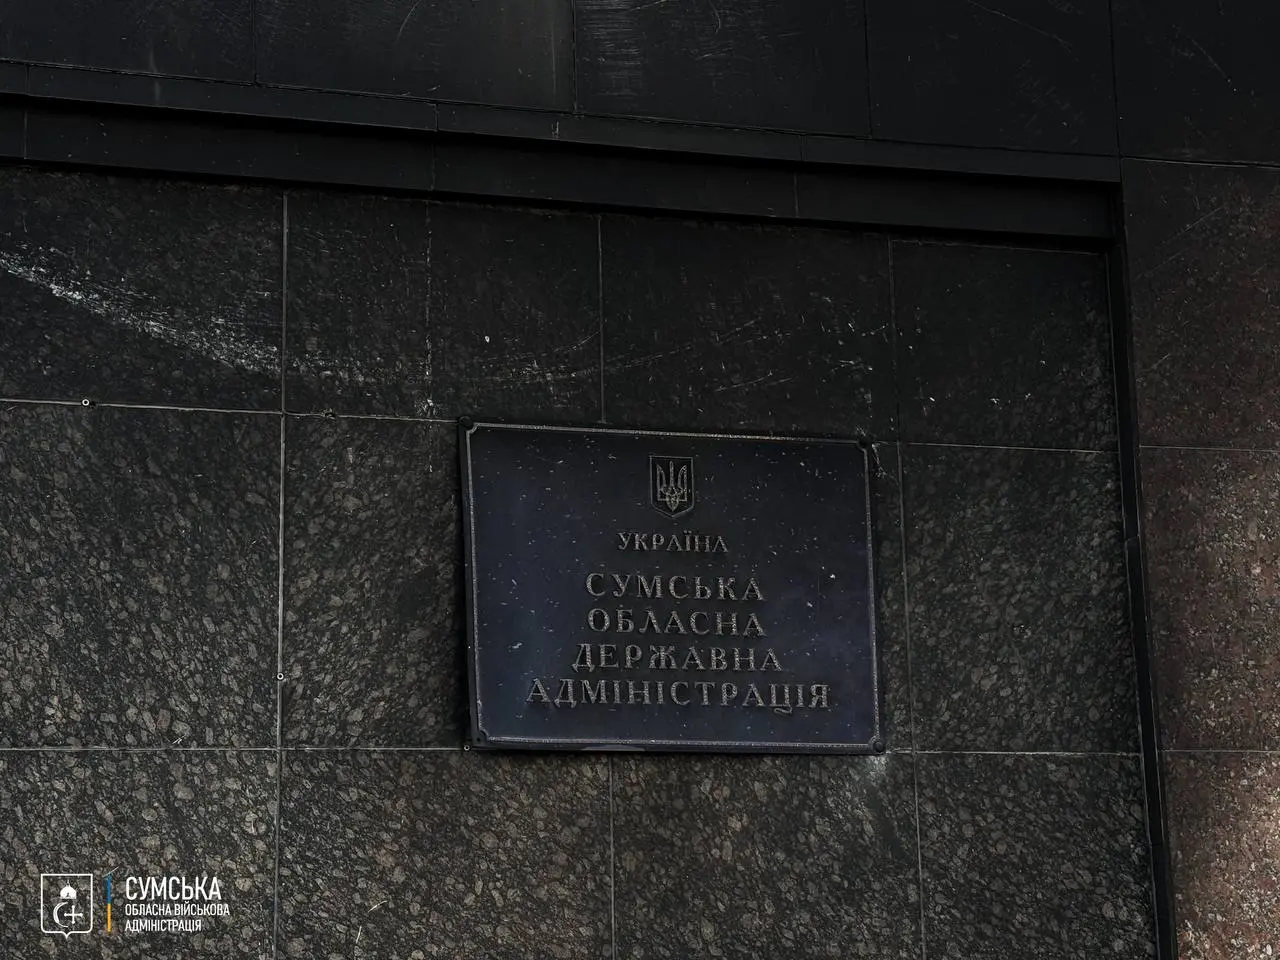 УКРАЇНА
СУМСЬКА
ОБЛАСНА
ДЕРЖАВНА
АДМІНІСТРАЦІЯ
СУМСЬКА
ОБЛАСНА ВІЙСЬКОВА
АДМІНІСТРАЦІЯ